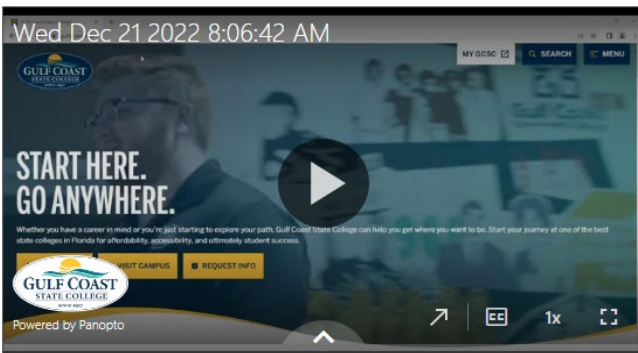 Wed Dec 21 2022 8:06:42 AM
MY GCSC
SEARCH
MENU
GULF COAST
STATE COLLEGE
START HERE.
GO ANYWHERE.
Whether you have a career in mind or you're just starting to explore your path, Gulf Coast State College can help you get where you want to be. Start your journey at one of the best
state colleges in Florida for affordability, accessibility, and ultimately student success.
VISIT CAMPUS
REQUEST INFO
GULF COAST
STATE COLLEGE
Powered by Panopto
CC
1x